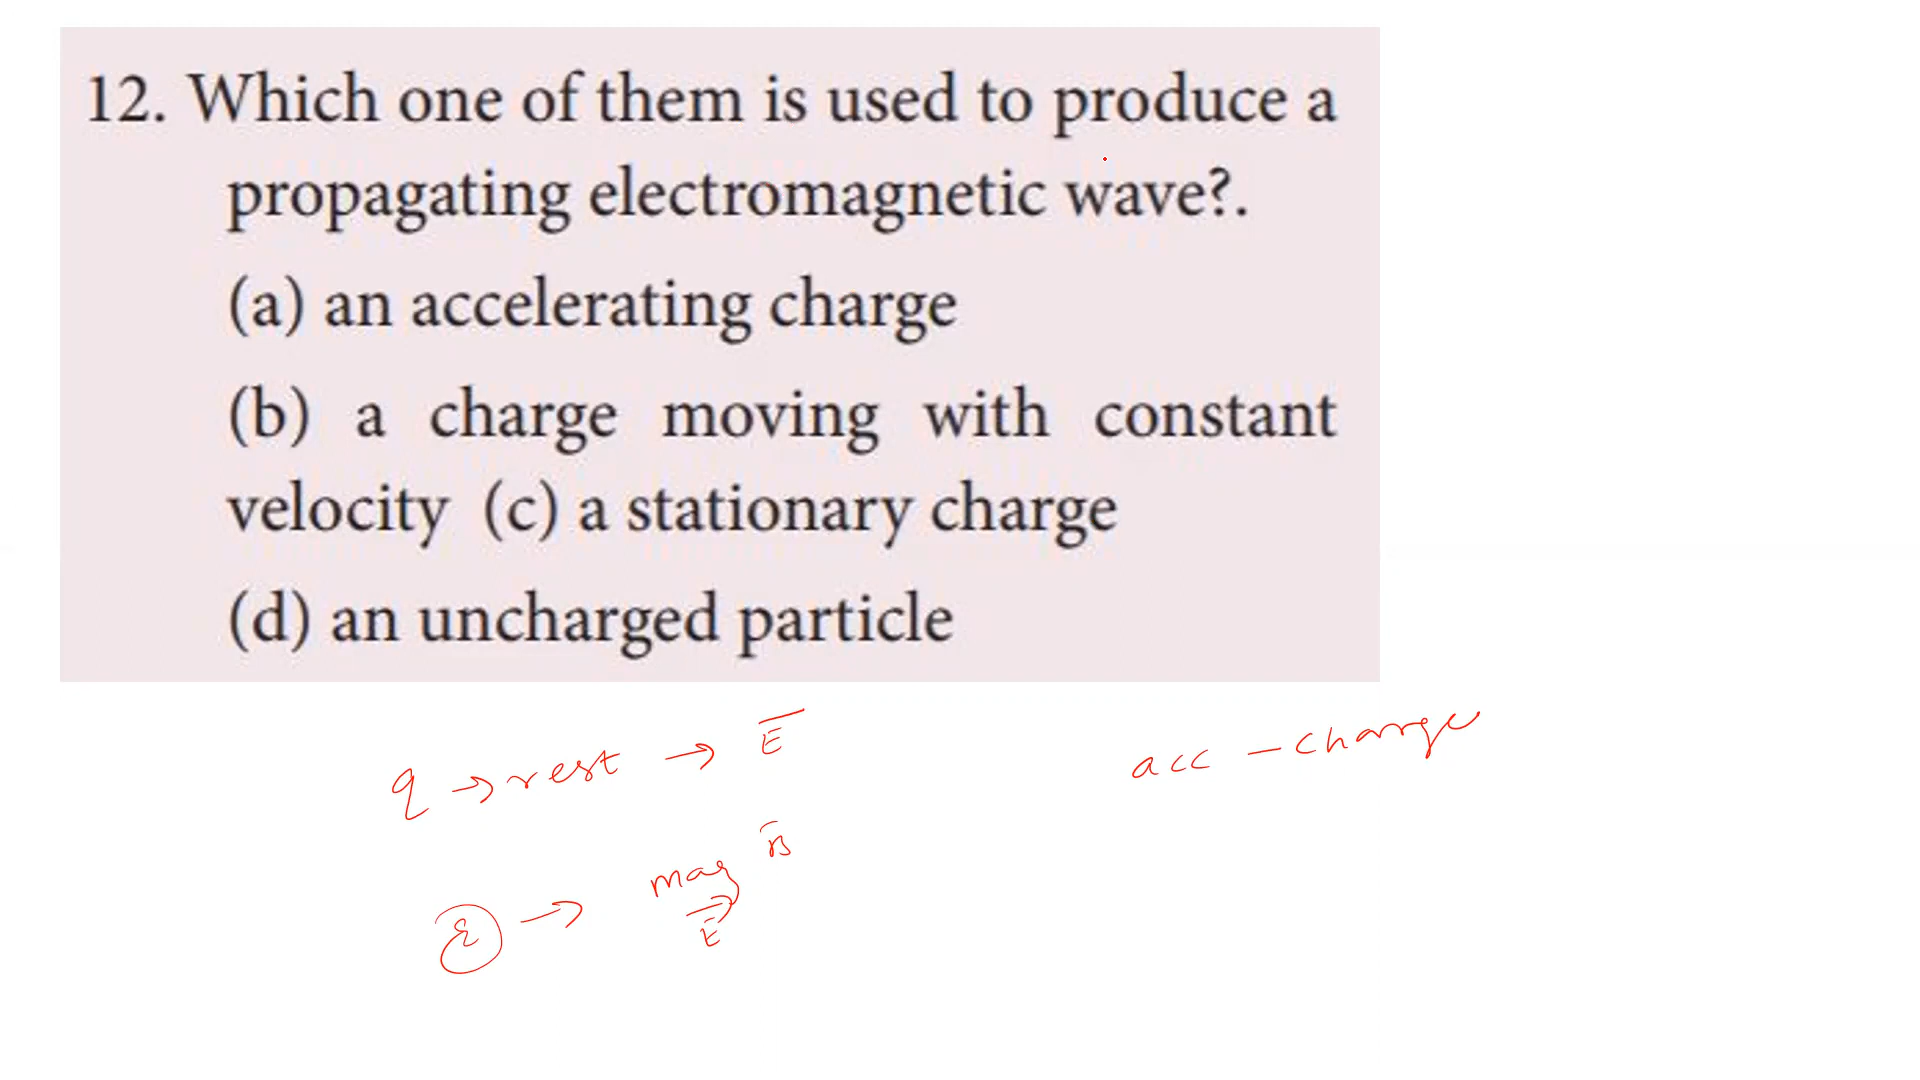 12. Which one of them is used to produce a
propagating electromagnetic wave?.
(a) an accelerating charge
(b) a charge moving with constant
velocity (c) a stationary charge
(d) an uncharged particle
q → rest → E
acc - charge
→ mag B
E